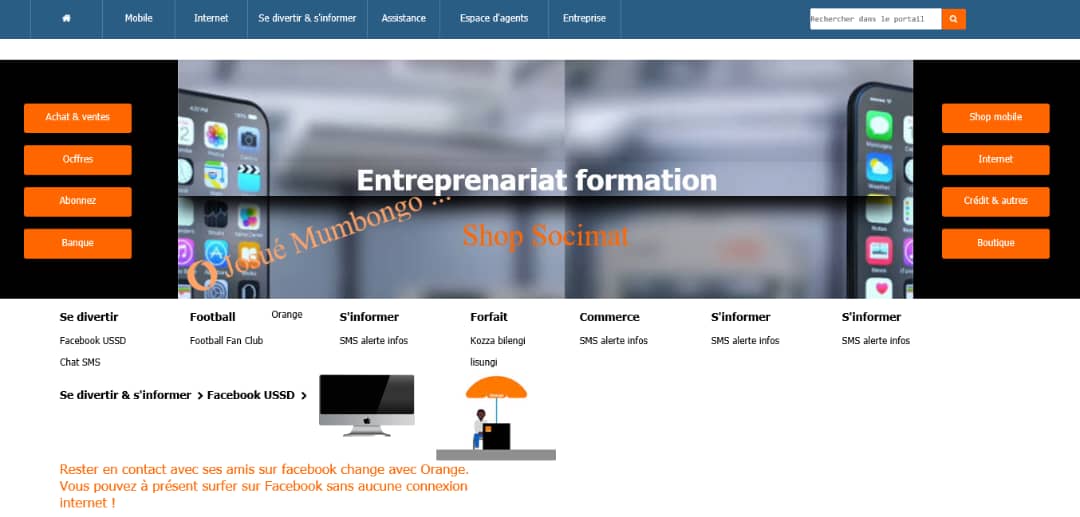 Mobile
Internet
Se divertir & s'informer
Assistance
Espace d'agents
Entreprise
Rechercher dans le portail
Achat & ventes
Ocffres
Abonnez
Banque
Entreprenariat formation
O Josué Mumbongo ...
Shop Socimat
Shop mobile
Internet
Crédit & autres
Boutique
Se divertir
Facebook USSD
Chat SMS
Football
Football Fan Club
Orange
S'informer
SMS alerte infos
Forfait
Kozza bilengi
lisungi
Commerce
SMS alerte infos
S'informer
SMS alerte infos
S'informer
SMS alerte infos
Se divertir & s'informer > Facebook USSD >
Rester en contact avec ses amis sur facebook change avec Orange.
Vous pouvez à présent surfer sur Facebook sans aucune connexion
internet !